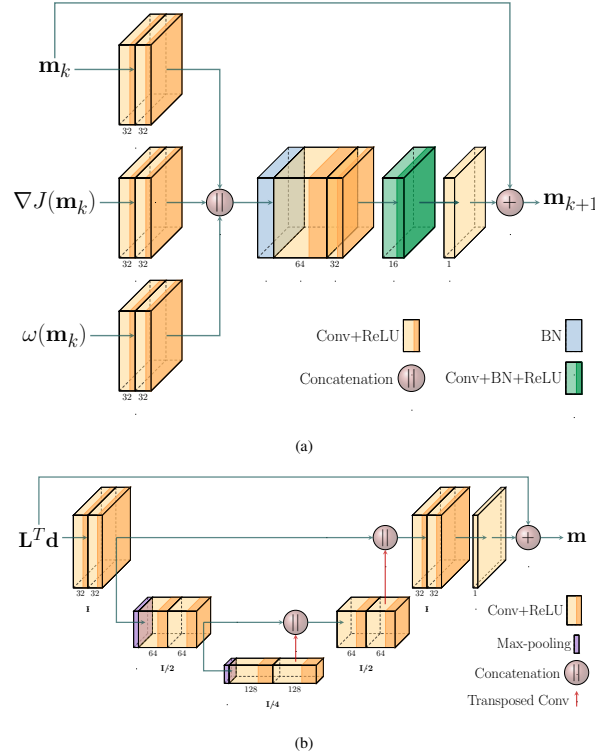 m_k
32 32
∇J(m_k)
32 32
ω(m_k)
32 32
||
64 32
16
1
+
m_{k+1}
Conv+ReLU
BN
Concatenation ||
Conv+BN+ReLU
(a)
L^T d
32 32
I
64 64
I/2
128 128
I/4
||
64 64
I/2
||
32 32
I
1
+
m
Conv+ReLU
Max-pooling
Concatenation ||
Transposed Conv
(b)